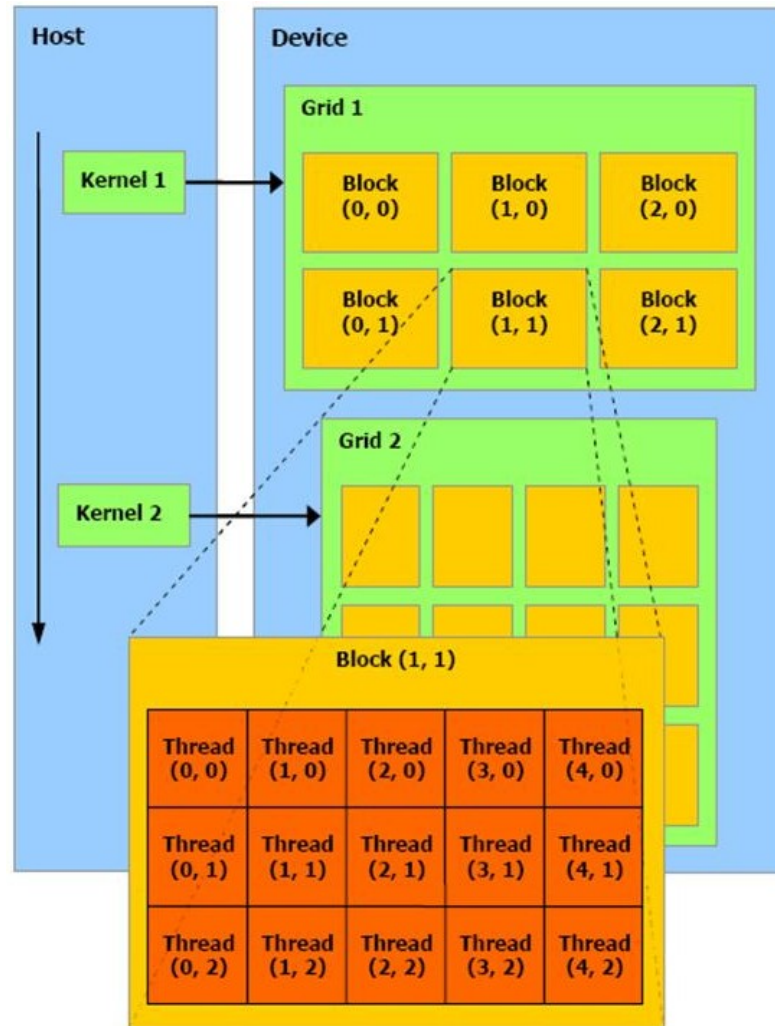 Host
Device
Grid 1
Kernel 1
Block
(0, 0)
Block
(1, 0)
Block
(2, 0)
Block
(0, 1)
Block
(1, 1)
Block
(2, 1)
Grid 2
Kernel 2
Block (1, 1)
Thread
(0, 0)
Thread
(1, 0)
Thread
(2, 0)
Thread
(3, 0)
Thread
(4, 0)
Thread
(0, 1)
Thread
(1, 1)
Thread
(2, 1)
Thread
(3, 1)
Thread
(4, 1)
Thread
(0, 2)
Thread
(1, 2)
Thread
(2, 2)
Thread
(3, 2)
Thread
(4, 2)